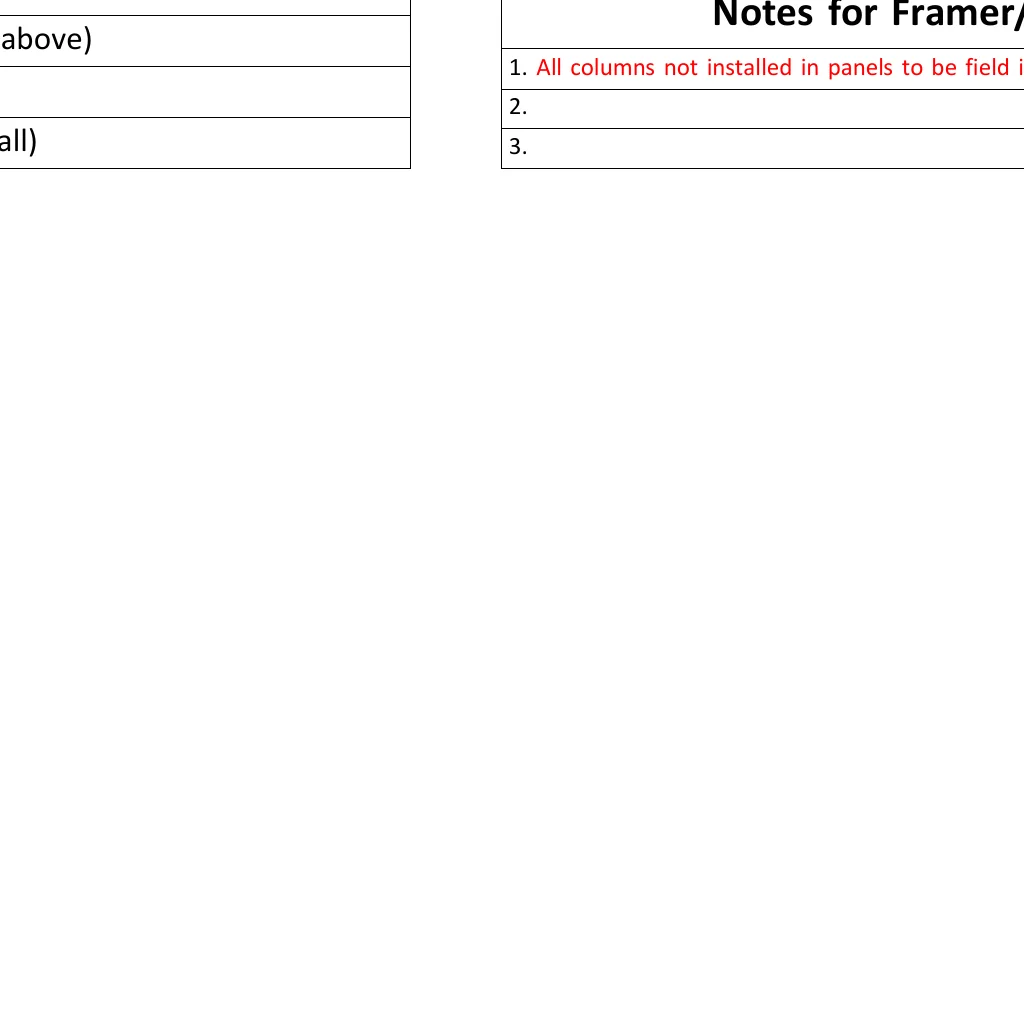 above)
all)
Notes for Framer/
1. All columns not installed in panels to be field i
2.
3.